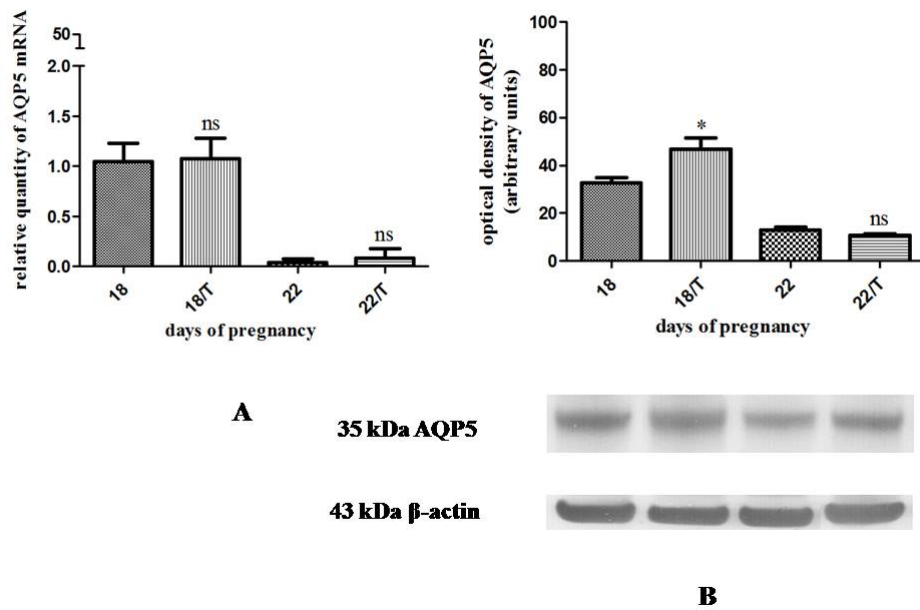 relative quantity of AQP5 mRNA
50
2.0
1.5
1.0
0.5
0.0
ns
ns
18
18/T
22
22/T
days of pregnancy
A
optical density of AQP5
(arbitrary units)
100
80
60
40
20
0
*
ns
18
18/T
22
22/T
days of pregnancy
35 kDa AQP5
43 kDa β-actin
B